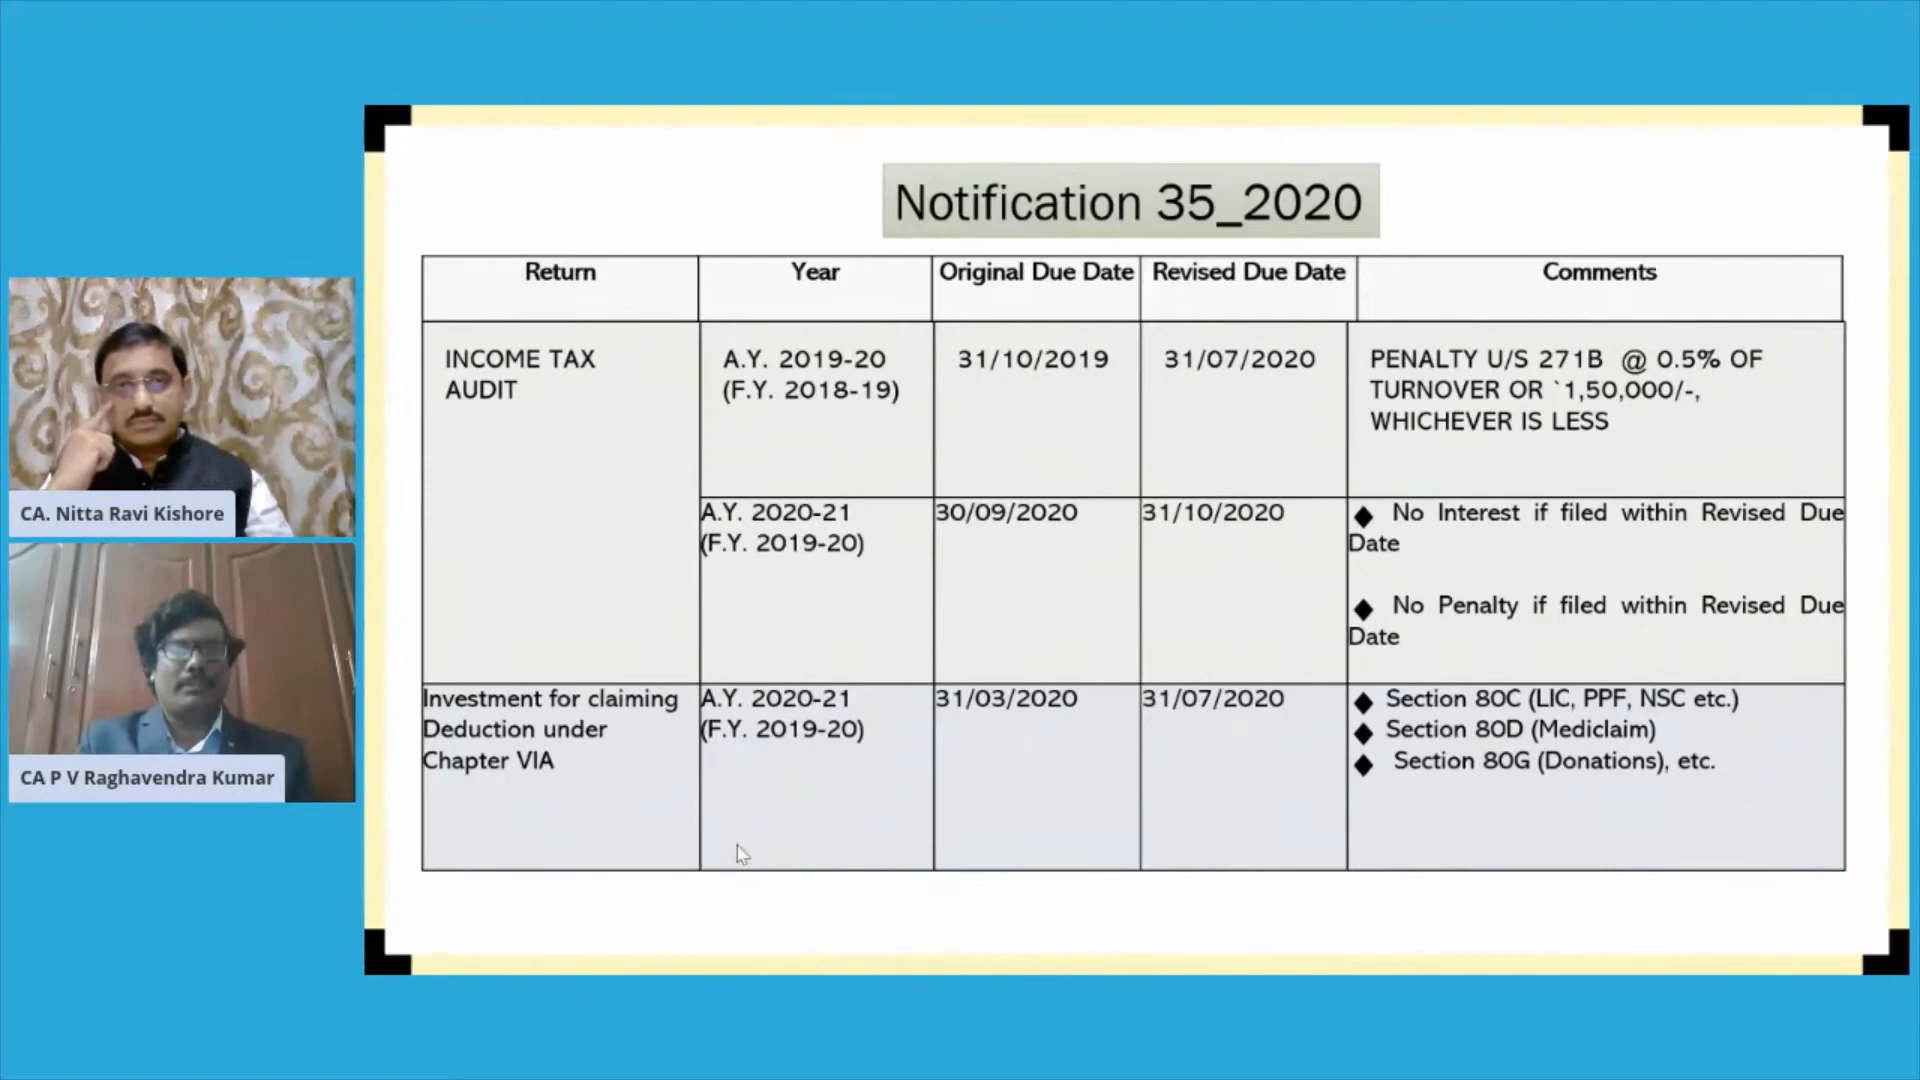 Notification 35_2020
Return Year Original Due Date Revised Due Date Comments
INCOME TAX AUDIT
A.Y. 2019-20
(F.Y. 2018-19)
31/10/2019
31/07/2020
PENALTY U/S 271B @ 0.5% OF
TURNOVER OR `1,50,000/-,
WHICHEVER IS LESS
A.Y. 2020-21
(F.Y. 2019-20)
30/09/2020
31/10/2020
◆ No Interest if filed within Revised Due
Date
◆ No Penalty if filed within Revised Due
Date
Investment for claiming
Deduction under
Chapter VIA
A.Y. 2020-21
(F.Y. 2019-20)
31/03/2020
31/07/2020
◆ Section 80C (LIC, PPF, NSC etc.)
◆ Section 80D (Mediclaim)
◆ Section 80G (Donations), etc.
CA. Nitta Ravi Kishore
CA P V Raghavendra Kumar